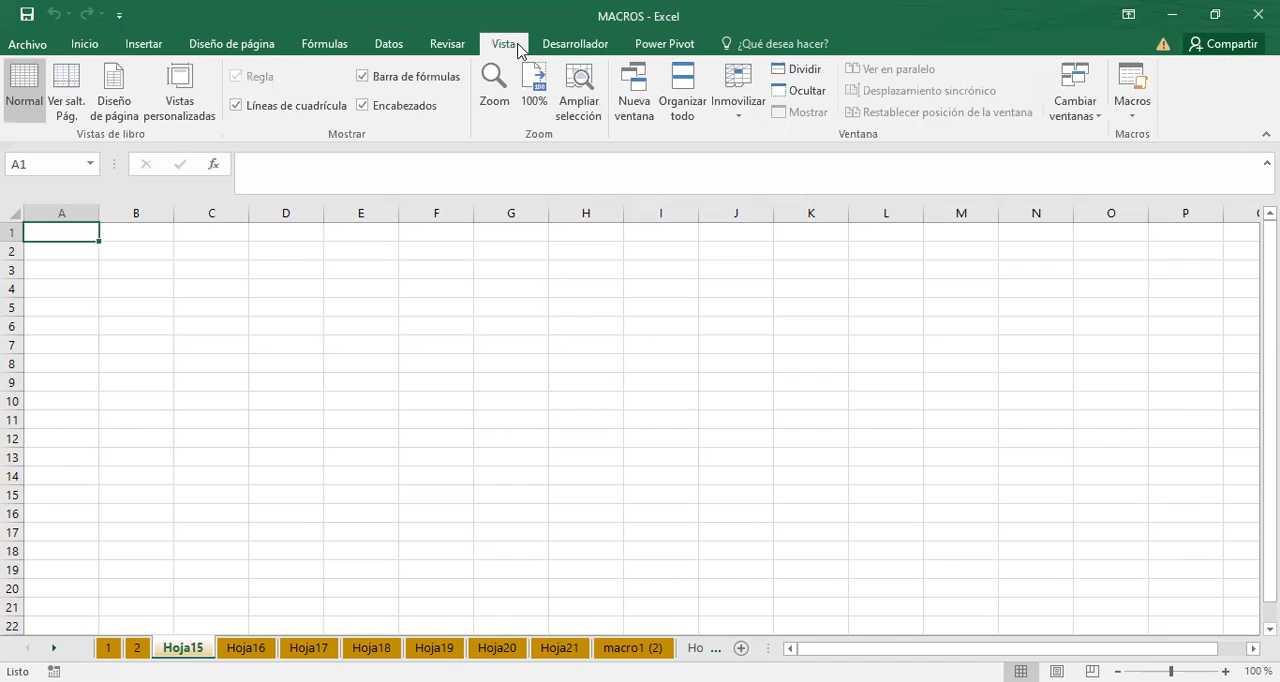 MACROS - Excel
Archivo Inicio Insertar Diseño de página Fórmulas Datos Revisar Vista Desarrollador Power Pivot ¿Qué desea hacer? Compartir
Normal
Ver salt. Pág.
Diseño de página
Vistas personalizadas
Vistas de libro
Regla
Barra de fórmulas
Líneas de cuadrícula
Encabezados
Mostrar
Zoom
100
100%
Ampliar selección
Zoom
Nueva ventana
Organizar todo
Inmovilizar
Dividir
Ocultar
Mostrar
Ver en paralelo
Desplazamiento sincrónico
Restablecer posición de la ventana
Cambiar ventanas
Ventana
Macros
Macros
A1
fx
A B C D E F G H I J K L M N O P
1
2
3
4
5
6
7
8
9
10
11
12
13
14
15
16
17
18
19
20
21
22
1 2 Hoja15 Hoja16 Hoja17 Hoja18 Hoja19 Hoja20 Hoja21 macro1 (2) Ho ...
Listo
100 %